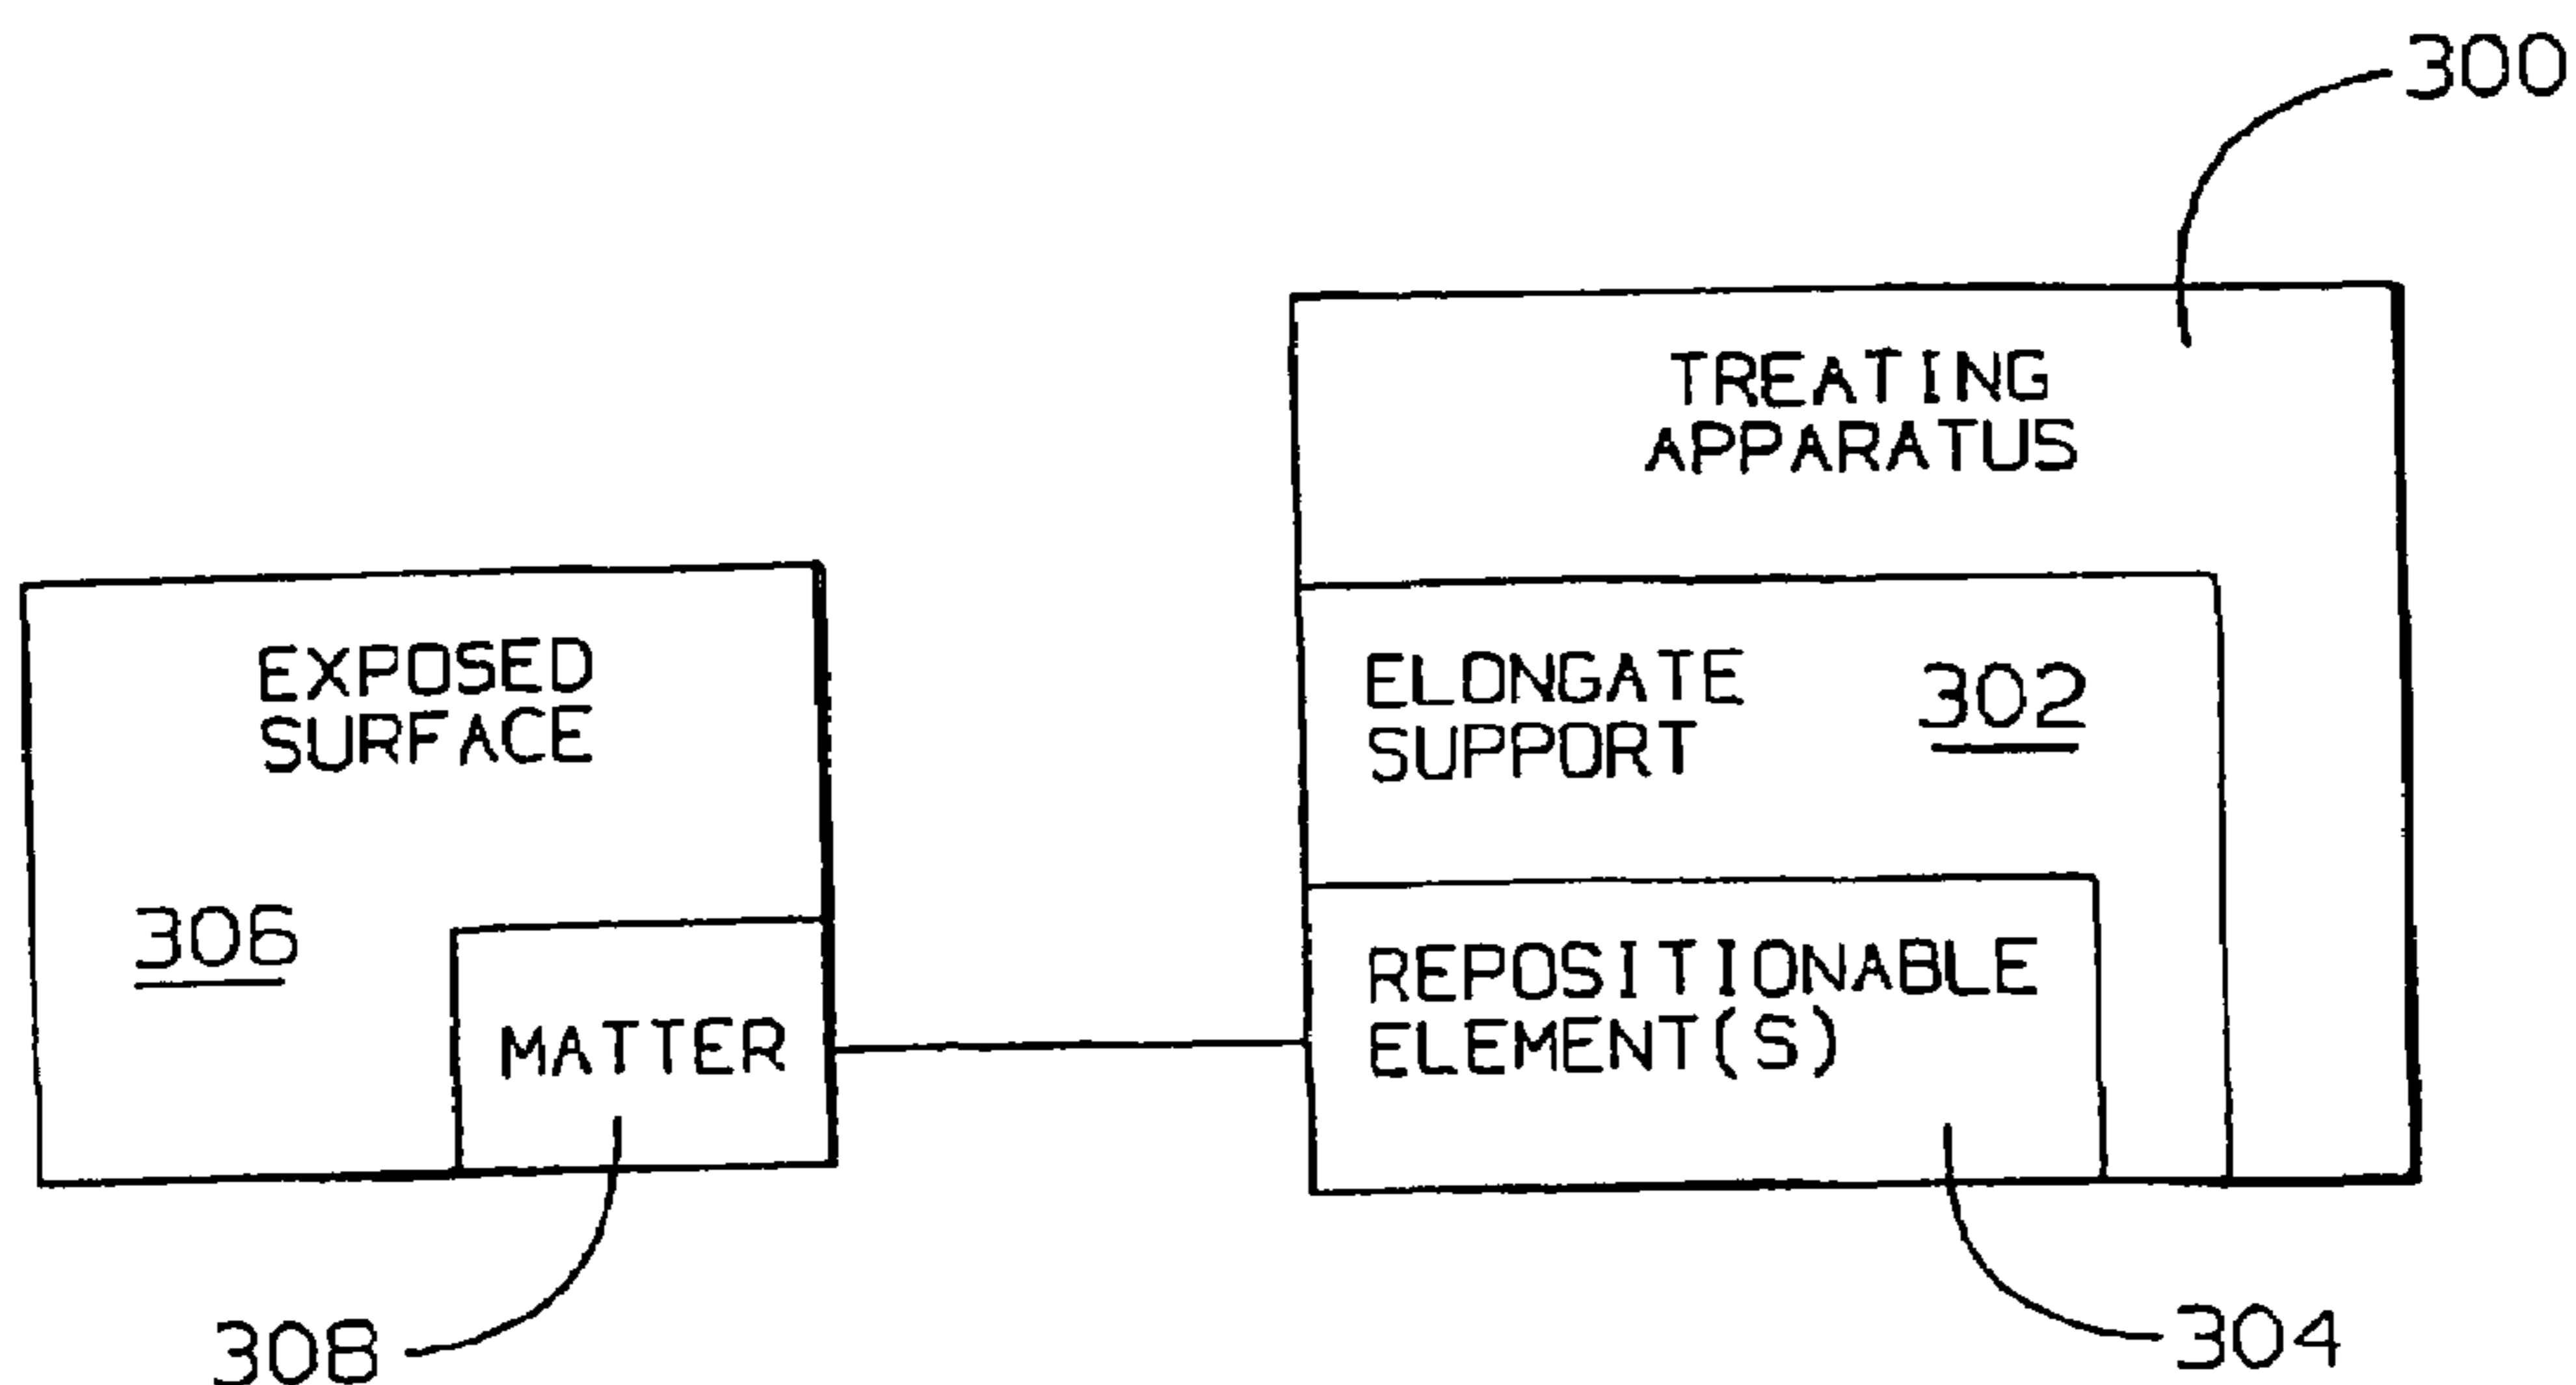 300
TREATING
APPARATUS
EXPOSED
SURFACE
ELONGATE
SUPPORT
302
306
MATTER
REPOSITIONABLE
ELEMENT(S)
308
304